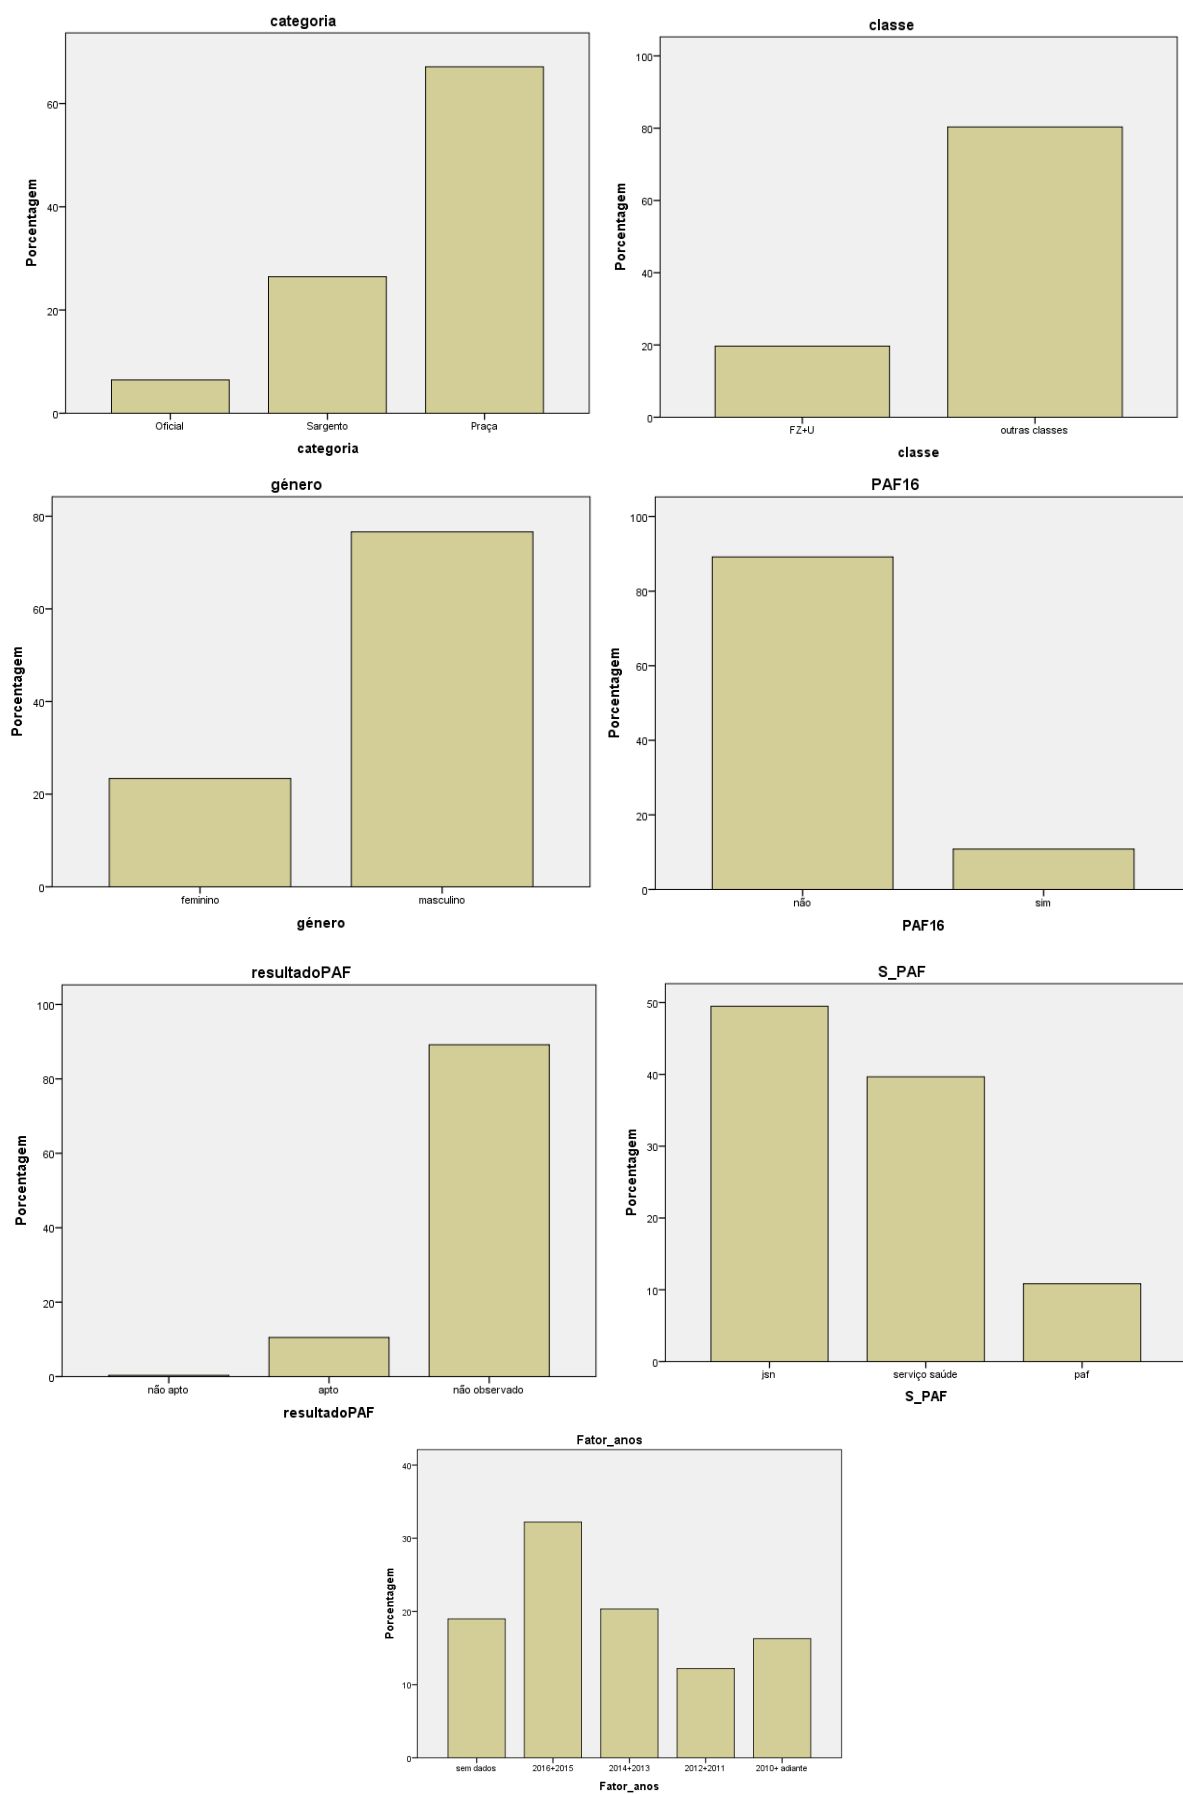 categoria
Porcentagem
60
40
20
0
Oficial Sargento Praça
categoria
classe
Porcentagem
100
80
60
40
20
0
FZ+U outras classes
classe
género
Porcentagem
80
60
40
20
0
feminino masculino
género
PAF16
Porcentagem
100
80
60
40
20
0
não sim
PAF16
resultadoPAF
Porcentagem
100
80
60
40
20
0
não apto apto não observado
resultadoPAF
S_PAF
Porcentagem
50
40
30
20
10
0
jsn serviço saúde paf
S_PAF
Fator_anos
Porcentagem
40
30
20
10
0
sem dados 2016+2015 2014+2013 2012+2011 2010+ adiante
Fator_anos